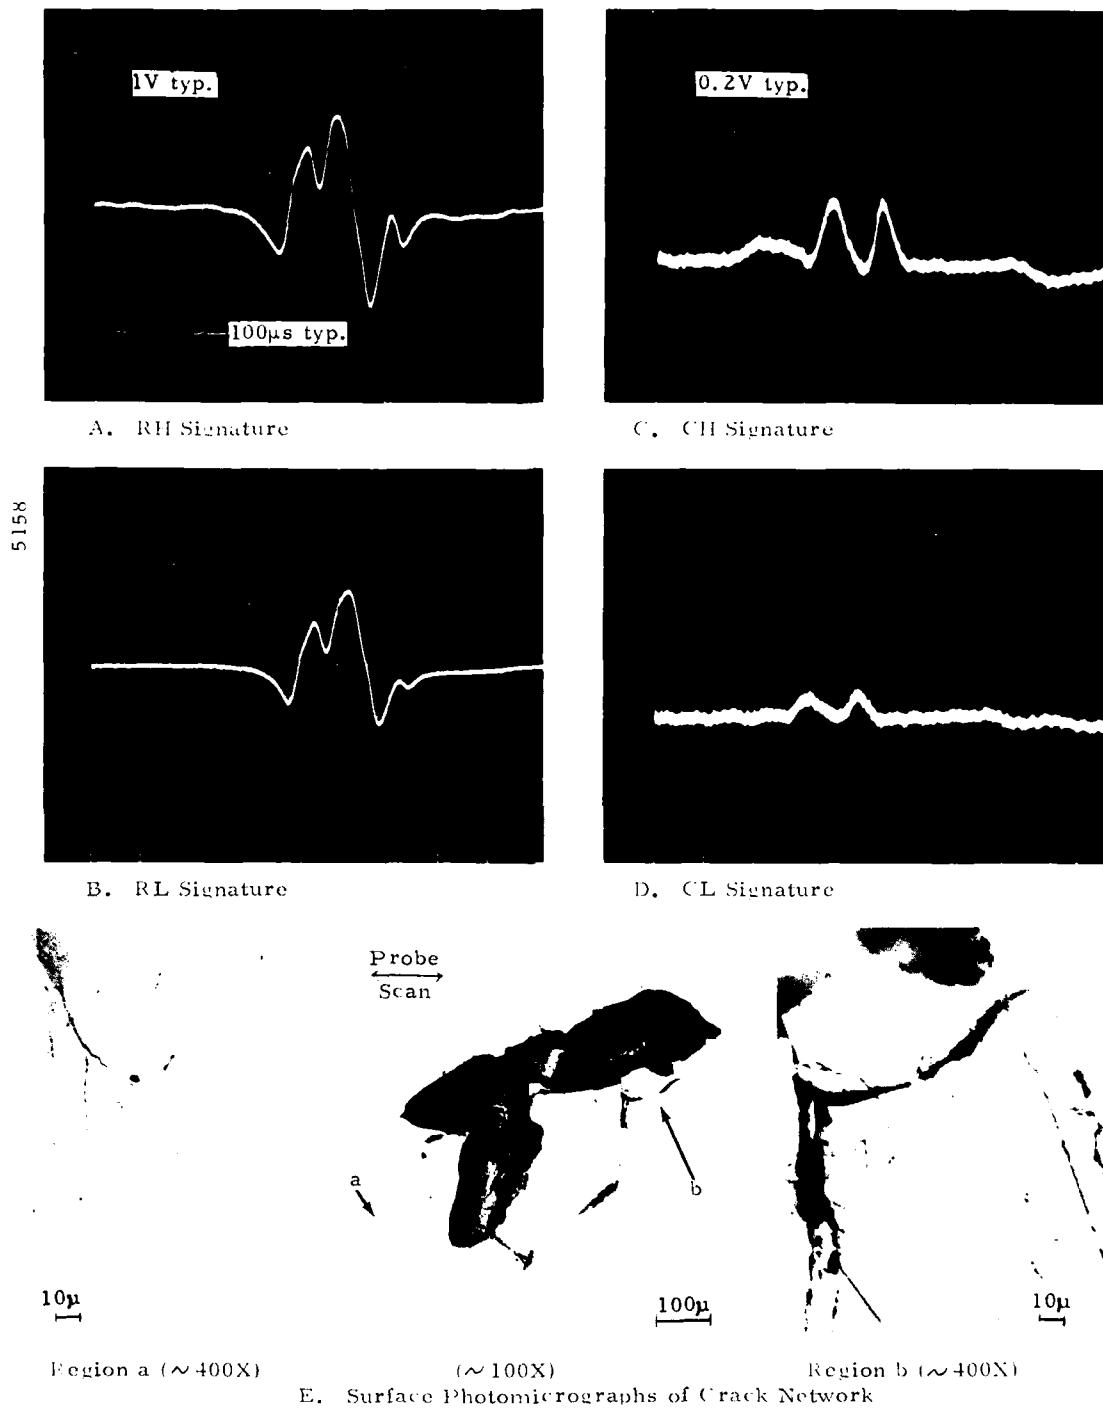 1V typ.
100µs typ.
A. RH Signature
0.2V typ.
C. CH Signature
5158
B. RL Signature
D. CL Signature
Probe
Scan
a
b
10µ
100µ
10µ
Region a (~400X)
(~100X)
Region b (~400X)
E. Surface Photomicrographs of Crack Network